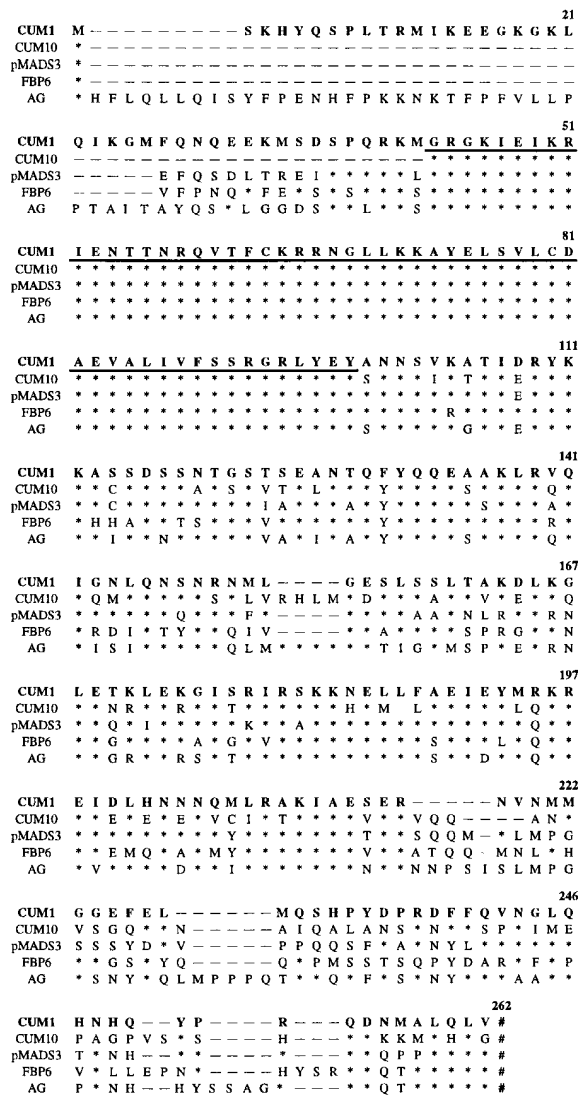 21
CUM1 M - - - - - - - - - S K H Y Q S P L T R M I K E E G K G K L
CUM10 * - - - - - - - - - - - - - - - - - - - - - - - - - - - - -
pMADS3 * - - - - - - - - - - - - - - - - - - - - - - - - - - - - -
FBP6 * - - - - - - - - - - - - - - - - - - - - - - - - - - - - -
AG * H F L Q L L Q I S Y F P E N H F P K K N K T F P F V L L P
51
CUM1 Q I K G M F Q N Q E E K M S D S P Q R K M G R G K I E I K R
CUM10 - - - - - - - - - - - - - - - - - - - - - * * * * * * * * *
pMADS3 - - - - - E F Q S D L T R E I * * * * * L * * * * * * * * *
FBP6 - - - - - V F P N Q * F E * S * P S * * S * * * * * * * * *
AG P T A I T A Y Q S * L G G D S * * L * * S * * * * * * * * *
81
CUM1 I E N T T N R Q V T F C K R R N G L L K K A Y E L S V L C D
CUM10 * * * * * * * * * * * * * * * * * * * * * * * * * * * * * *
pMADS3 * * * * * * * * * * * * * * * * * * * * * * * * * * * * * *
FBP6 * * * * * * * * * * * * * * * * * * * * * * * * * * * * * *
AG * * * * * * * * * * * * * * * * * * * * * * * * * * * * * *
111
CUM1 A E V A L I V F S S R G R L Y E Y A N N S V K A T I D R Y K
CUM10 * * * * * * * * * * * * * * * * * S * * * I * T * * E * * *
pMADS3 * * * * * * * * * * * * * * * * * * * * * * * * * * E * * *
FBP6 * * * * * * * * * * * * * * * * * * * * * * R * * * * * * *
AG * * * * * * * * * * * * * * * * * S * * * * * G * * E * * *
141
CUM1 K A S S D S S N T G S T S E A N T Q F Y Q Q E A A K L R V Q
CUM10 * * C * * * * A * S * V T * L * * * Y * * * * S * * * * Q *
pMADS3 * * C * * * * * * * * I A * * * A * Y * * * * * S * * * A *
FBP6 * H H A * * T S * * * V * * * * * * Y * * * * * * * * * R *
AG * * I * * N * * * * * V A * I * A * Y * * * * S * * * * Q *
167
CUM1 I G N L Q N S N R N M L - - - - G E S L S S L T A K D L K G
CUM10 * Q M * * * * S * L V R H L M * D * * * A * * V * E * * Q
pMADS3 * * * * * * Q * * * F * - - - - * * * * A A * N L R * * R N
FBP6 * R D I * T Y * * Q I V - - - - * * A * * * * S P R G * * N
AG * I S I * * * * * Q L M - - - - * * T I G * M S P * E * R N
197
CUM1 L E T K L E K G I S R I R S K K N E L L F A E I E Y M R K R
CUM10 * * N R * * R * * T * * * * * * H * M L * * * * * L Q * *
pMADS3 * * Q * I * * * * * * K * * A * * * * * * * * * * * * Q * *
FBP6 * * G * * * * A * G * V * * * * * * * * * * S * * * L * Q * *
AG * * G R * * R S * T * * * * * * * * * * * S * * D * * Q * *
222
CUM1 E I D L H N N N Q M L R A K I A E S E R - - - - - N V N M M
CUM10 * * E * E * E * V C I * T * * * * V * * V Q Q - - * A N *
pMADS3 * * * * * * * * * Y * * * * * * * T * * S Q Q M - * L M P G
FBP6 * * E M Q * * A * M Y * * * * * * * V * * A T Q Q - M N L * H
AG * V * * * * D * * I * * * * * * * N * * N N P S I S L M P G
246
CUM1 G G E F E L - - - - - - - M Q S H P Y D P R D F F Q V N G L Q
CUM10 V S G Q * * N - - - - - - A I Q A L A N S * N * * S P * I M E
pMADS3 S S S Y D * V - - - - - - P P Q Q S F * A * N Y L * * * * *
FBP6 * * G S * Y Q - - - - - - Q * P M S S T S Q P Y D A R * F * P
AG * S N Y * Q L M P P P Q T * * Q * F * * S * N Y * * A A * *
262
CUM1 H N H Q - - Y P - - - - - R - - - Q D N M A L Q L V #
CUM10 P A G P V S * S - - - - - H - - - * * K K M * H * G #
pMADS3 T * N H - - * * - - - - - * - - - * * Q P P * * * * #
FBP6 V * L L E P N * - - - - H Y S R * * Q T * * * * * #
AG P * N H - - H Y S S A G * - - - * * Q T * * * * * #